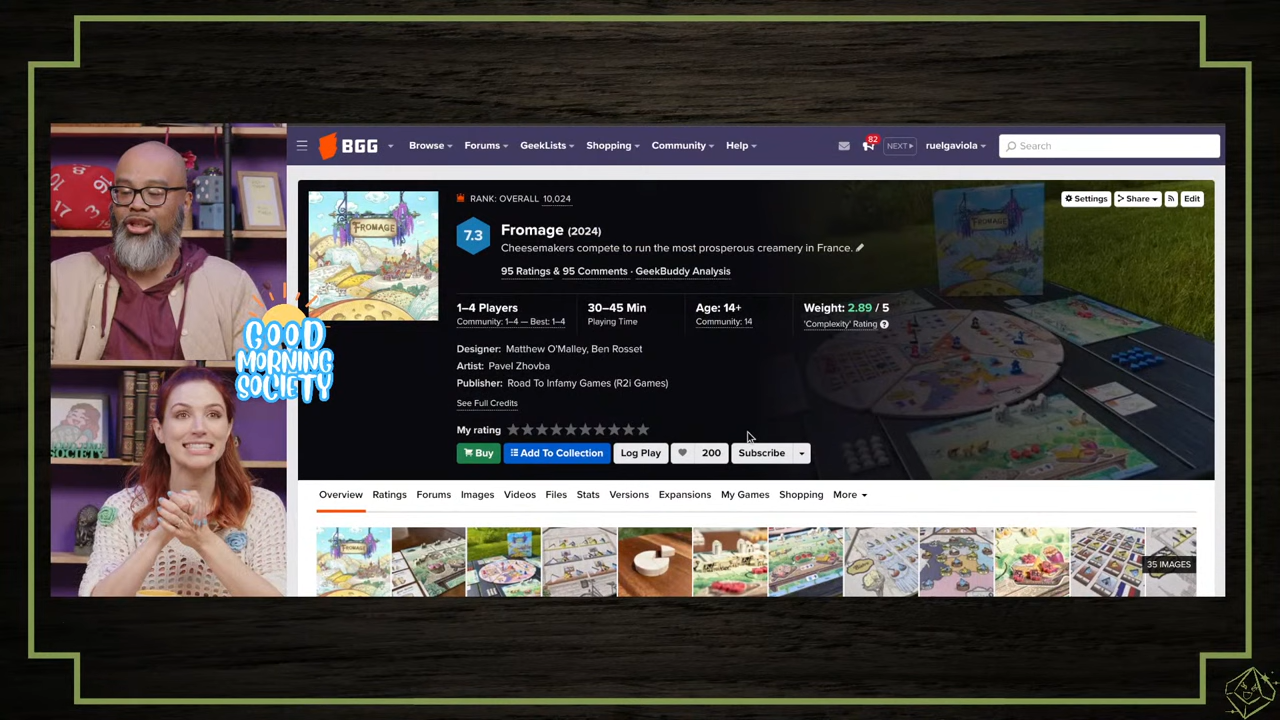 BGG
Browse
Forums
GeekLists
Shopping
Community
Help
82
NEXT
ruelgaviola
Search
RANK: OVERALL 10,024
Settings
Share
Edit
FROMAGE
7.3
Fromage (2024)
Cheesemakers compete to run the most prosperous creamery in France.
95 Ratings & 95 Comments · GeekBuddy Analysis
1–4 Players
30–45 Min
Age: 14+
Weight: 2.89 / 5
Community: 1–4 — Best: 1–4
Playing Time
Community: 14
'Complexity' Rating
Designer: Matthew O'Malley, Ben Rosset
Artist: Pavel Zhovba
Publisher: Road To Infamy Games (R2i Games)
See Full Credits
My rating
Buy
Add To Collection
Log Play
200
Subscribe
Overview
Ratings
Forums
Images
Videos
Files
Stats
Versions
Expansions
My Games
Shopping
More
35 IMAGES
GOOD
MORNING
SOCIETY
SOCIETY
FROMAGE